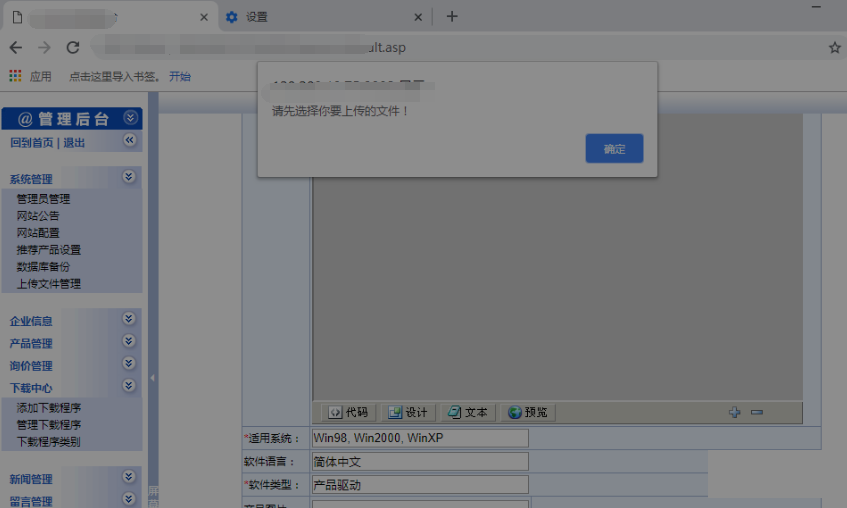 设置
ult.asp
应用 点击这里导入书签。 开始
请先选择你要上传的文件！
确定
@ 管理后台
回到首页 | 退出
系统管理
管理员管理
网站公告
网站配置
推荐产品设置
数据库备份
上传文件管理
企业信息
产品管理
询价管理
下载中心
添加下载程序
管理下载程序
下载程序类别
新闻管理
留言管理
代码 设计 文本 预览
*适用系统： Win98, Win2000, WinXP
软件语言： 简体中文
*软件类型： 产品驱动